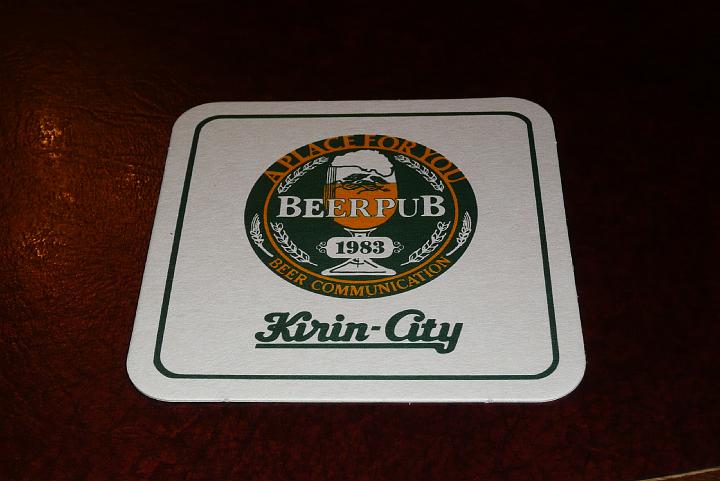 A PLACE FOR YOU
BEERPUB
1983
BEER COMMUNICATION
Kirin-City